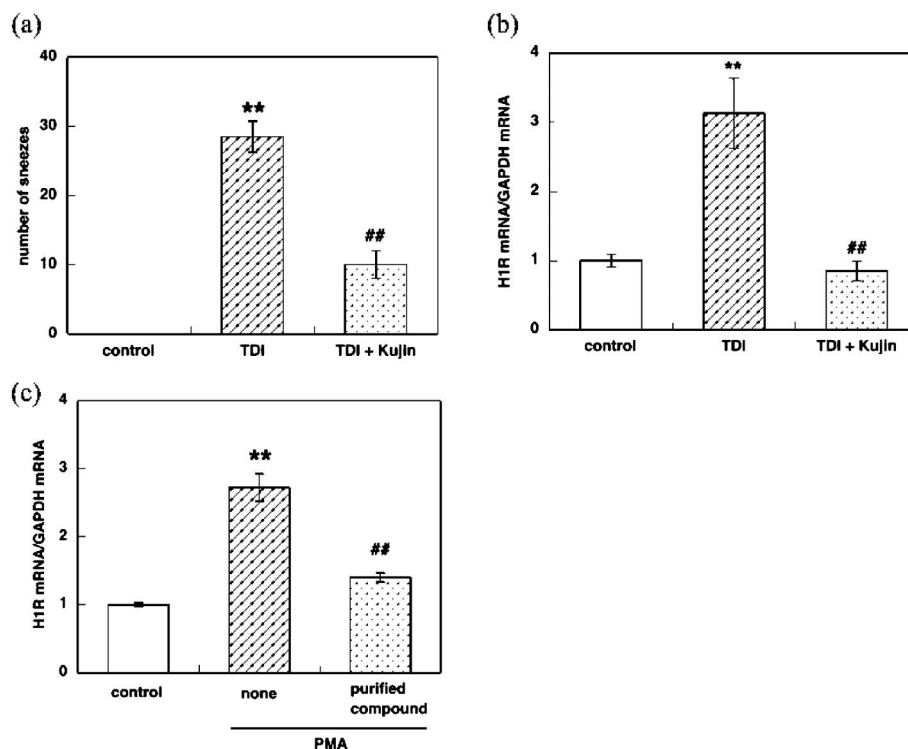 (a)
number of sneezes
40
30
20
10
0
**
##
control TDI TDI + Kujin
(b)
H1R mRNA/GAPDH mRNA
4
3
2
1
0
**
##
control TDI TDI + Kujin
(c)
H1R mRNA/GAPDH mRNA
4
3
2
1
0
**
##
control none purified
compound
PMA